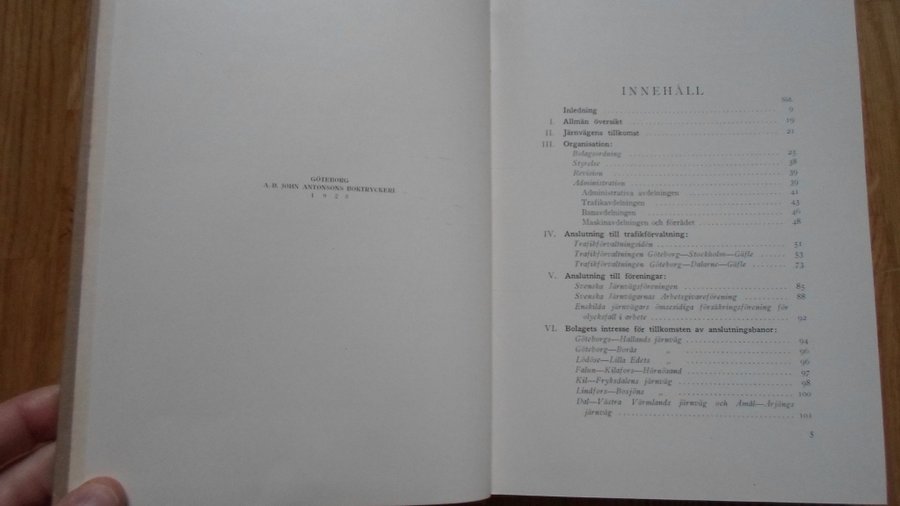 GÖTEBORG
A. B. JOHN ANTONSONS BOKTRYCKERI
INNEHÅLL
Sid.
Inledning 9
I. Allmän översikt 19
II. Järnvägens tillkomst 21
III. Organisation:
Bolagsordning 25
Styrelse 38
Revision 39
Administration 39
Administrativa avdelningen 41
Trafikavdelningen 43
Banavdelningen 46
Maskinavdelningen och förrådet 48
IV. Anslutning till trafikförvaltning:
Trafikförvaltningsidén 51
Trafikförvaltningen Göteborg—Stockholm—Gäfle 53
Trafikförvaltningen Göteborg—Dalarne—Gäfle 73
V. Anslutning till föreningar:
Svenska Järnvägsföreningen 85
Svenska Järnvägarnas Arbetsgivareförening 88
Enskilda järnvägars ömsesidiga försäkringsförening för
olycksfall i arbete 92
VI. Bolagets intresse för tillkomsten av anslutningsbanor:
Göteborgs—Hallands järnväg 94
Göteborg—Borås „ 96
Lödöse—Lilla Edets „ 96
Falun—Kilafors—Härnösand 97
Kil—Fryksdalens järnväg 98
Lindfors—Bosjöns „ 100
Dal—Västra Värmlands järnväg och Åmål—Årjängs
järnväg 101
5